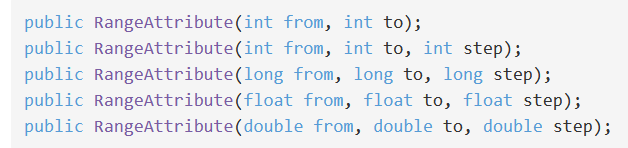 public RangeAttribute(int from, int to);
public RangeAttribute(int from, int to, int step);
public RangeAttribute(long from, long to, long step);
public RangeAttribute(float from, float to, float step);
public RangeAttribute(double from, double to, double step);